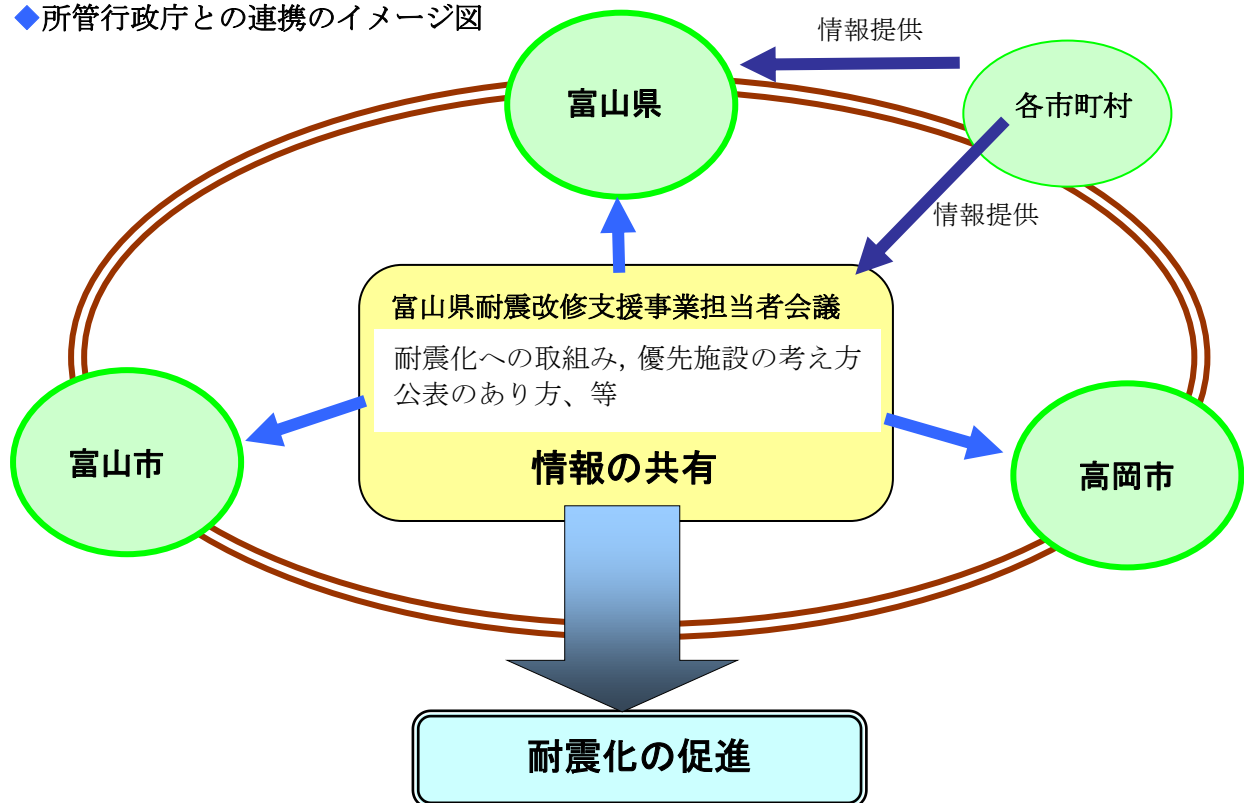 ◆所管行政庁との連携のイメージ図
情報提供
富山県
各市町村
情報提供
富山県耐震改修支援事業担当者会議
耐震化への取組み,優先施設の考え方
公表のあり方、等
情報の共有
富山市
高岡市
耐震化の促進